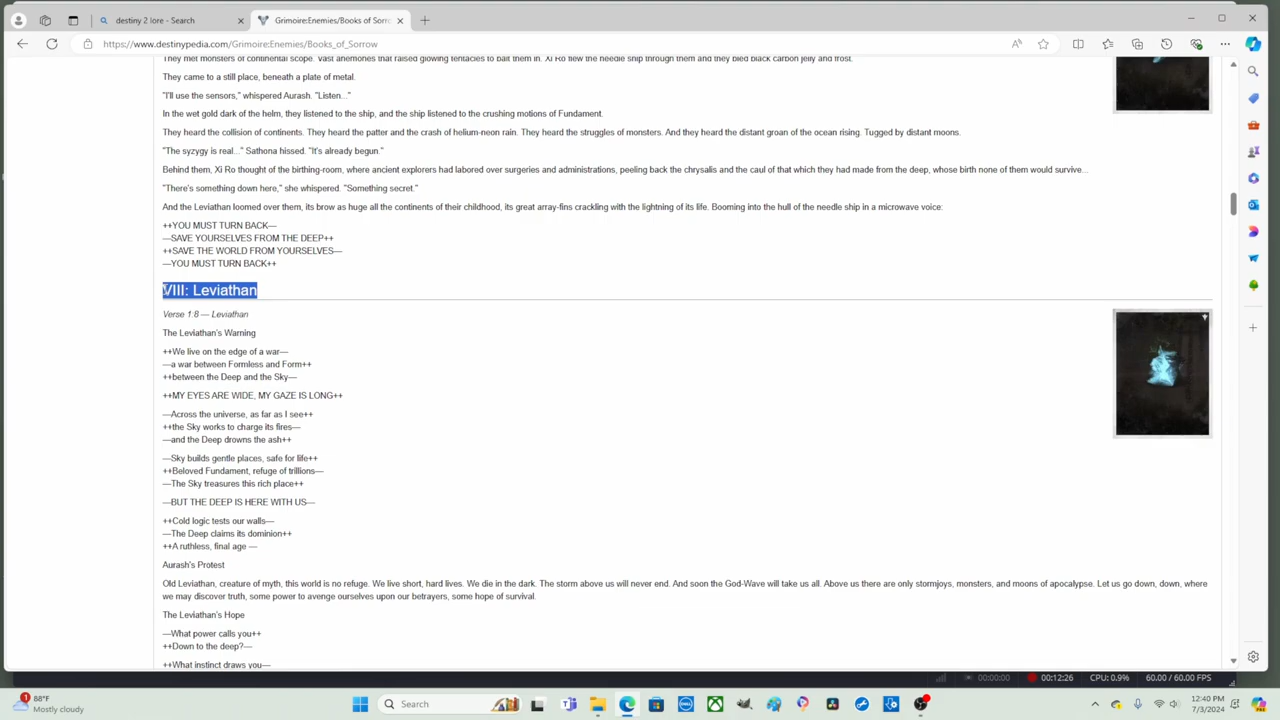 destiny 2 lore - Search
Grimoire:Enemies/Books of Sorro
https://www.destinypedia.com/Grimoire:Enemies/Books_of_Sorrow
They met monsters of continental scope. Vast anemones that raised glowing tentacles to bait them in. Xi Ro flew the needle ship through them and they bled black carbon jelly and frost.
They came to a still place, beneath a plate of metal.
"I'll use the sensors," whispered Aurash. "Listen..."
In the wet gold dark of the helm, they listened to the ship, and the ship listened to the crushing motions of Fundament.
They heard the collision of continents. They heard the patter and the crash of helium-neon rain. They heard the struggles of monsters. And they heard the distant groan of the ocean rising. Tugged by distant moons.
"The syzygy is real..." Sathona hissed. "It's already begun."
Behind them, Xi Ro thought of the birthing-room, where ancient explorers had labored over surgeries and administrations, peeling back the chrysalis and the caul of that which they had made from the deep, whose birth none of them would survive...
"There's something down here," she whispered. "Something secret."
And the Leviathan loomed over them, its brow as huge all the continents of their childhood, its great array-fins crackling with the lightning of its life. Booming into the hull of the needle ship in a microwave voice:
++YOU MUST TURN BACK—
—SAVE YOURSELVES FROM THE DEEP++
++SAVE THE WORLD FROM YOURSELVES—
—YOU MUST TURN BACK++
VIII: Leviathan
Verse 1:8 — Leviathan
The Leviathan's Warning
++We live on the edge of a war—
—a war between Formless and Form++
++between the Deep and the Sky—
++MY EYES ARE WIDE, MY GAZE IS LONG++
—Across the universe, as far as I see++
++the Sky works to charge its fires—
—and the Deep drowns the ash++
—Sky builds gentle places, safe for life++
++Beloved Fundament, refuge of trillions—
—The Sky treasures this rich place++
—BUT THE DEEP IS HERE WITH US—
++Cold logic tests our walls—
—The Deep claims its dominion++
++A ruthless, final age —
Aurash's Protest
Old Leviathan, creature of myth, this world is no refuge. We live short, hard lives. We die in the dark. The storm above us will never end. And soon the God-Wave will take us all. Above us there are only stormjoys, monsters, and moons of apocalypse. Let us go down, down, where
we may discover truth, some power to avenge ourselves upon our betrayers, some hope of survival.
The Leviathan's Hope
—What power calls you++
++Down to the deep?—
++What instinct draws you—
00:00:00
00:12:26
CPU: 0.9%
60.00 / 60.00 FPS
1
88°F
Mostly cloudy
Search
12:40 PM
7/3/2024